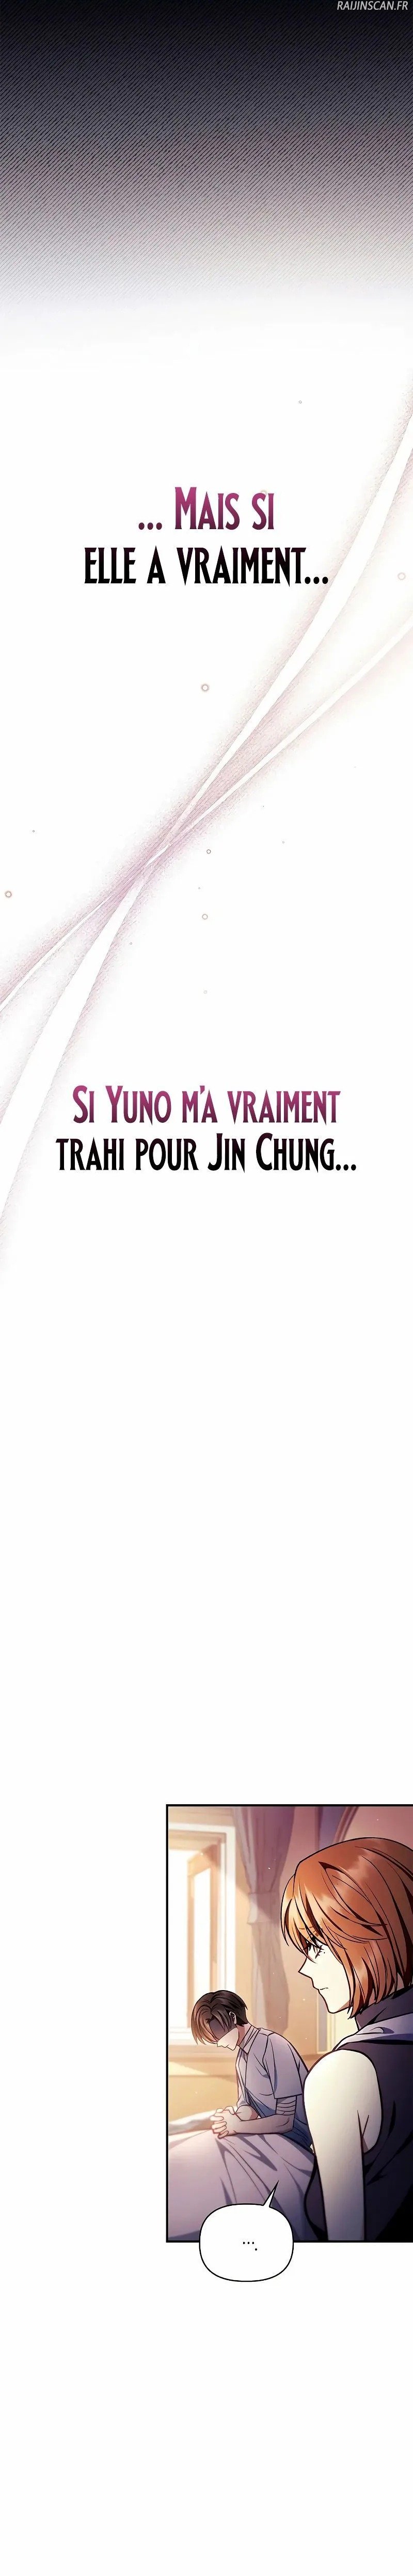 RAIJINSCAN.FR
... MAIS SI
ELLE A VRAIMENT...
SI YUNO M'A VRAIMENT
TRAHI POUR JIN CHUNG...
...